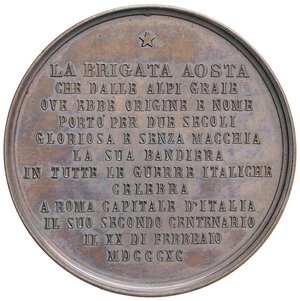 LA BRIGATA AOSTA
CHE DALLE ALPI GRAIE
OVE EBBE ORIGINE E NOME
PORTÒ PER DUE SECOLI
GLORIOSA E SENZA MACCHIA
LA SUA BANDIERA
IN TUTTE LE GUERRE ITALICHE
CELEBRA
A ROMA CAPITALE D'ITALIA
IL SUO SECONDO CENTENARIO
IL XX DI FEBBRAIO
MDCCCXC